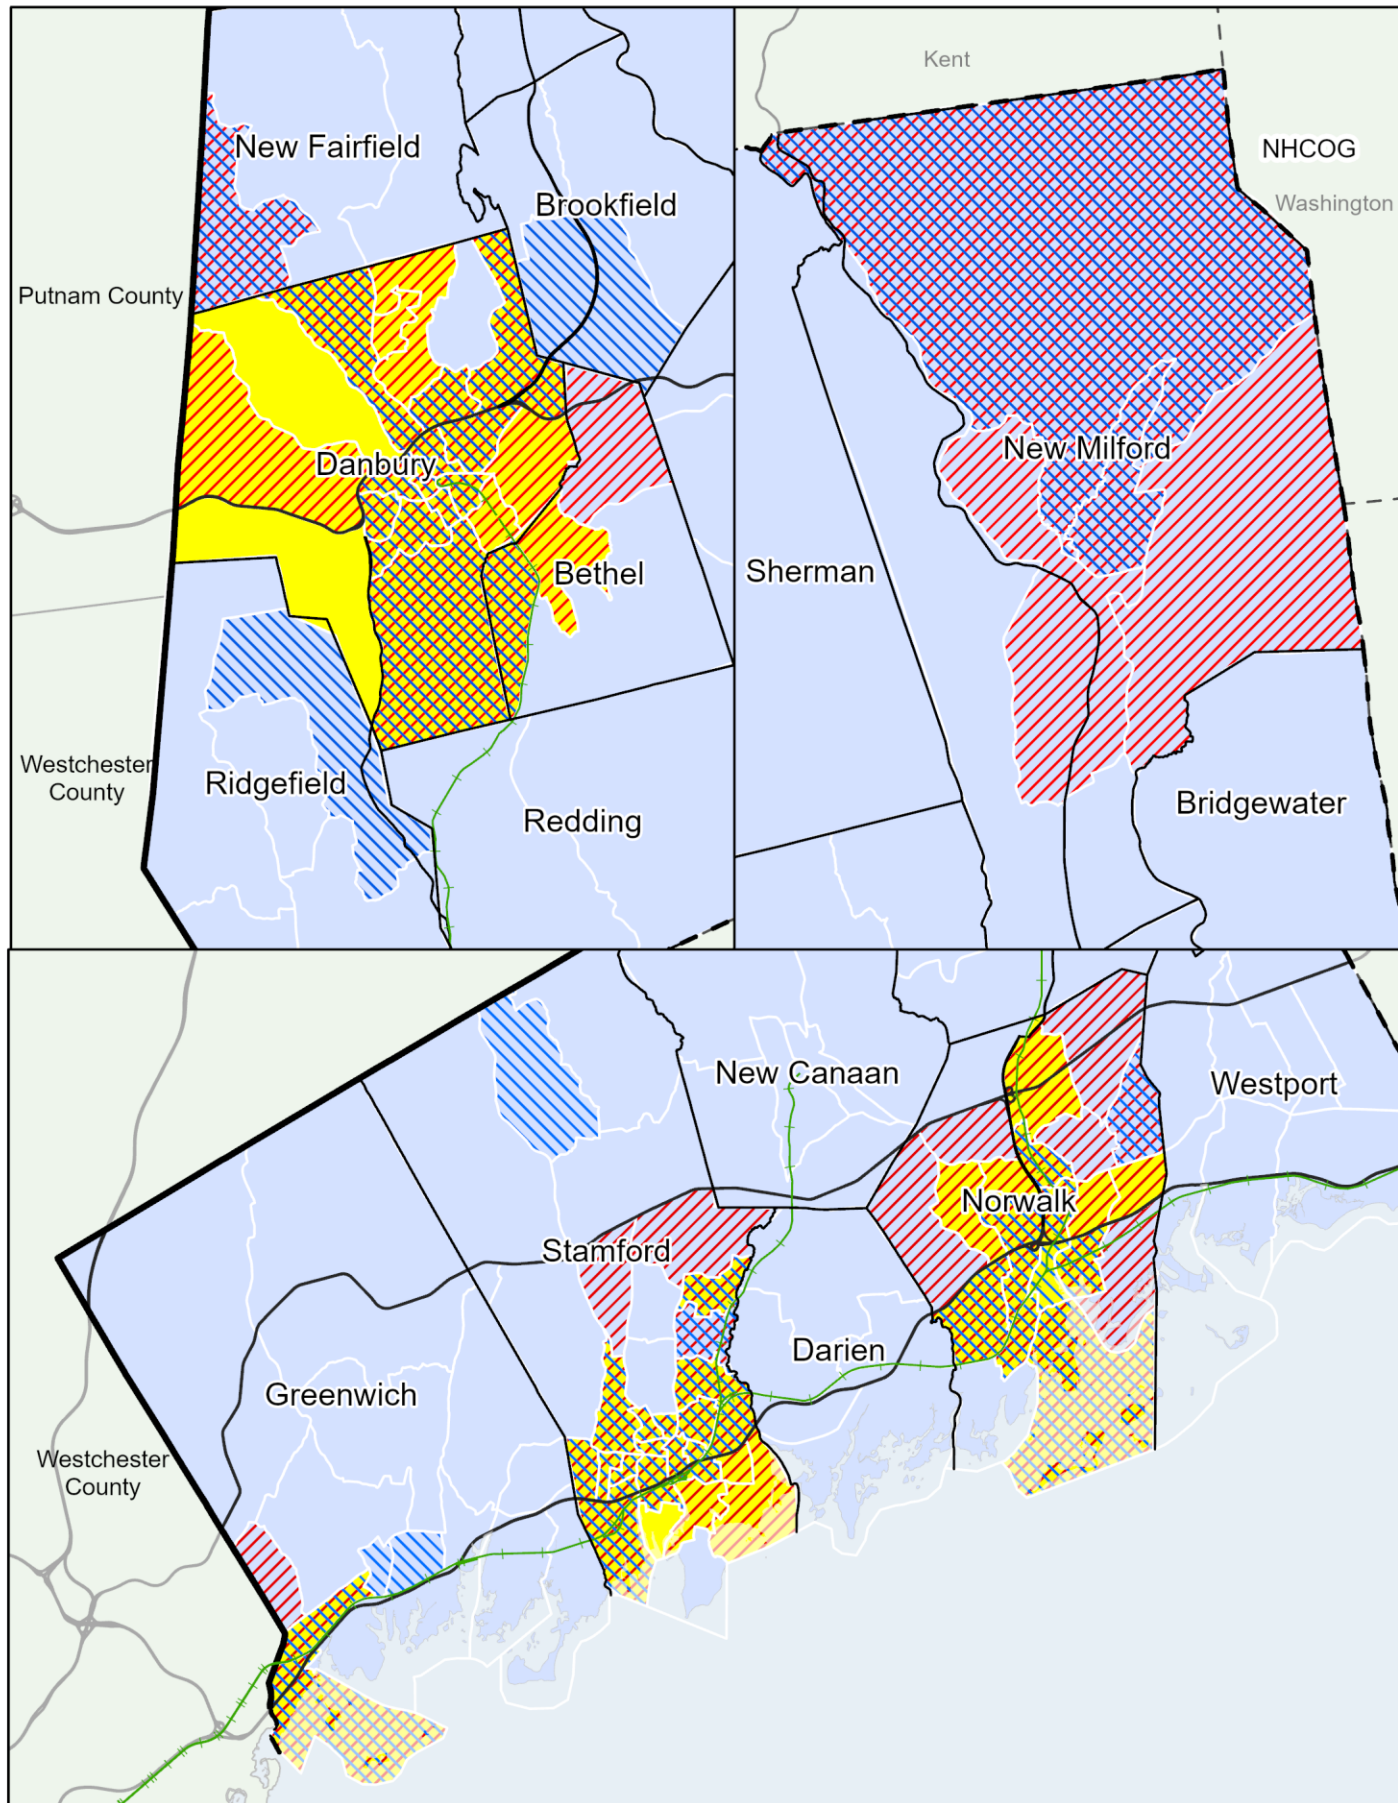 Kent
NHCOG
Washington
New Fairfield
Brookfield
Putnam County
Danbury
New Milford
Bethel
Sherman
Westchester
County
Ridgefield
Redding
Bridgewater
New Canaan
Westport
Norwalk
Stamford
Darien
Greenwich
Westchester
County